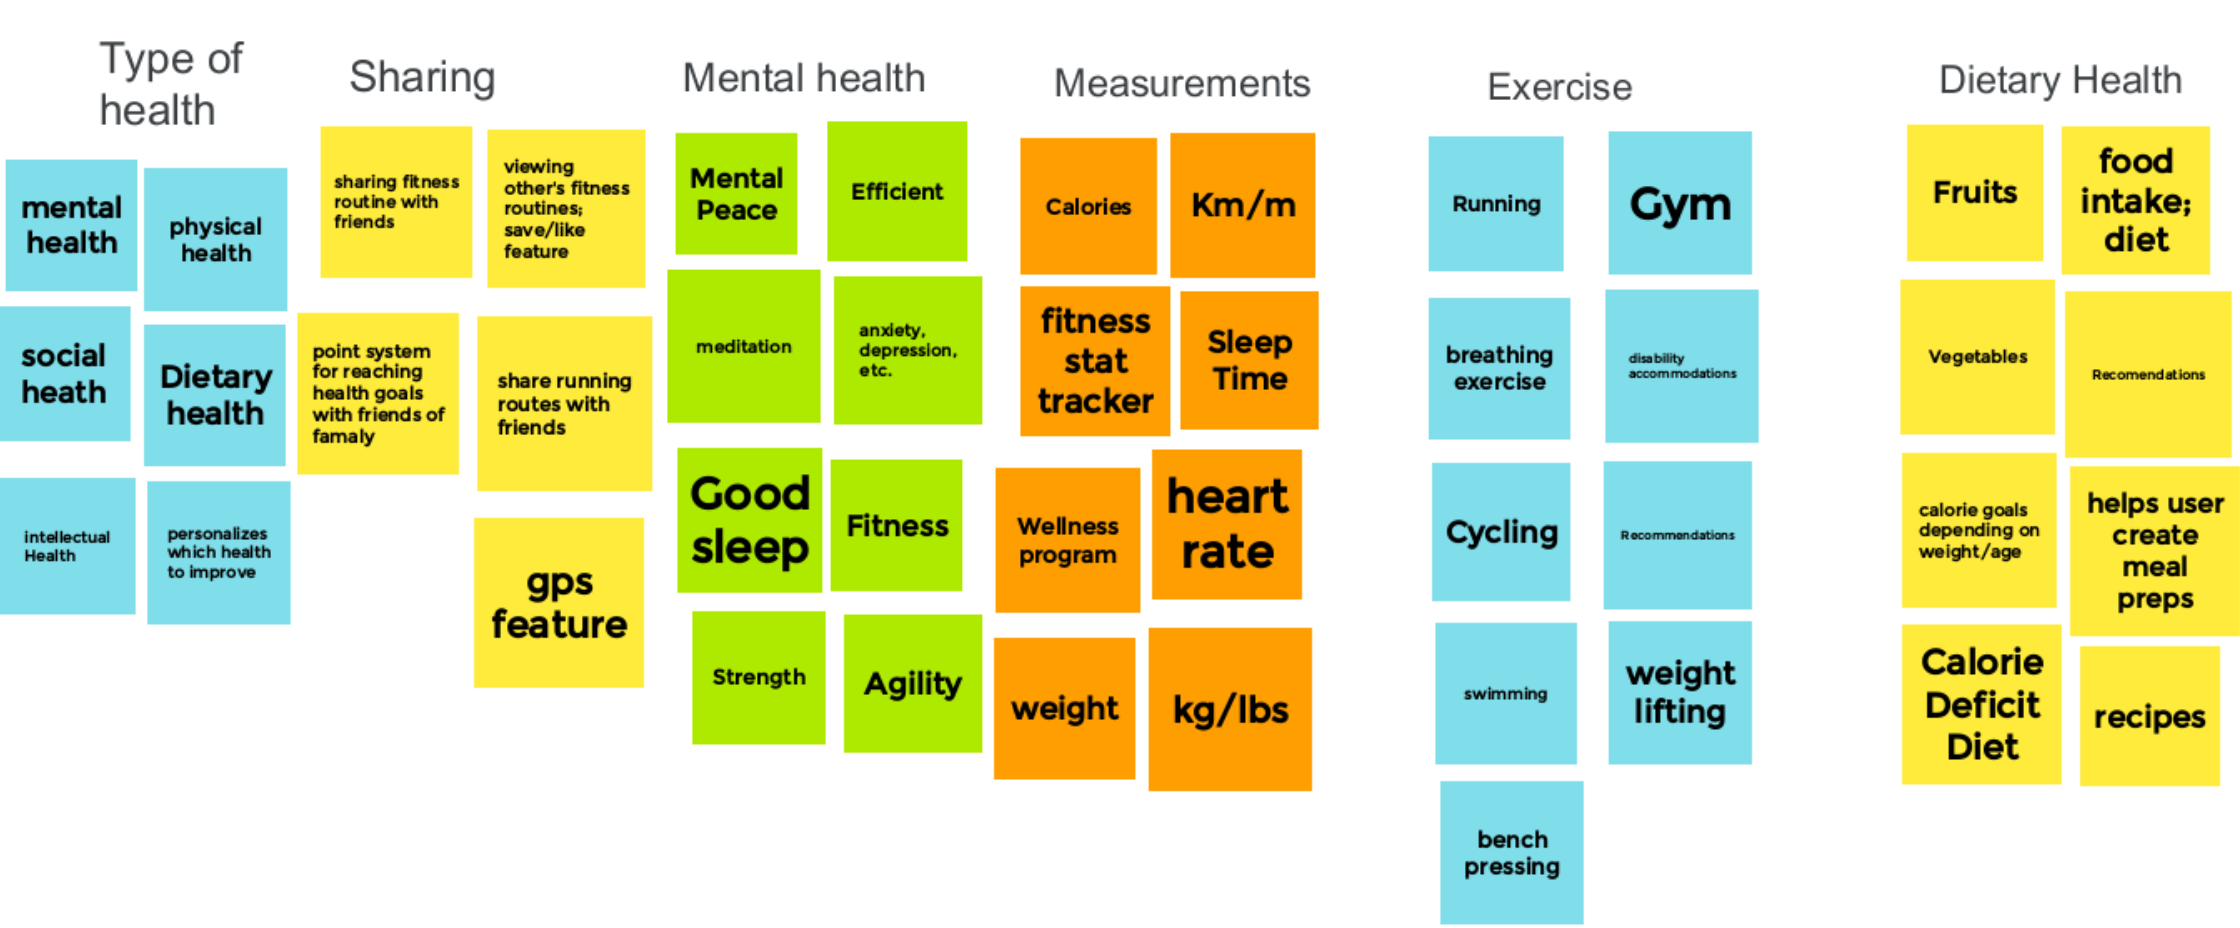 Type of
health
mental
health
physical
health
social
heath
Dietary
health
intellectual
Health
personalizes
which health
to improve
Sharing
sharing fitness
routine with
friends
viewing
other's fitness
routines;
save/like
feature
point system
for reaching
health goals
with friends of
famaly
share running
routes with
friends
gps
feature
Mental health
Mental
Peace
Efficient
meditation
anxiety,
depression,
etc.
Good
sleep
Fitness
Strength
Agility
Measurements
Calories
Km/m
fitness
stat
tracker
Sleep
Time
Wellness
program
heart
rate
weight
kg/lbs
Exercise
Running
Gym
breathing
exercise
disability
accommodations
Cycling
Recommendations
swimming
weight
lifting
bench
pressing
Dietary Health
Fruits
food
intake;
diet
Vegetables
Recomendations
calorie goals
depending on
weight/age
helps user
create
meal
preps
Calorie
Deficit
Diet
recipes